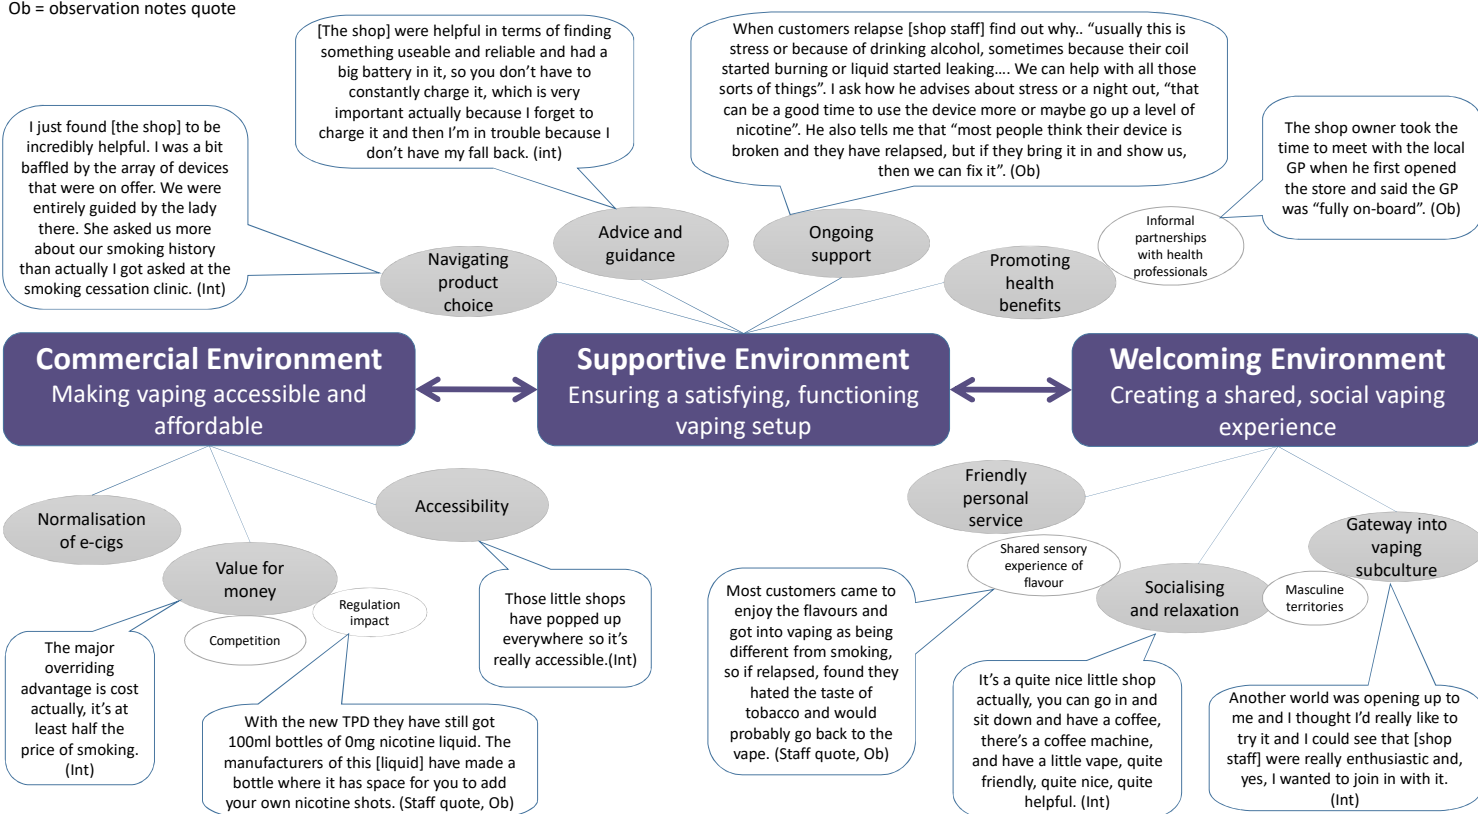 Ob = observation notes quote
[The shop] were helpful in terms of finding
something useable and reliable and had a
big battery in it, so you don’t have to
constantly charge it, which is very
important actually because I forget to
charge it and then I’m in trouble because I
don’t have my fall back. (int)
When customers relapse [shop staff] find out why.. “usually this is
stress or because of drinking alcohol, sometimes because their coil
started burning or liquid started leaking.... We can help with all those
sorts of things”. I ask how he advises about stress or a night out, “that
can be a good time to use the device more or maybe go up a level of
nicotine”. He also tells me that “most people think their device is
broken and they have relapsed, but if they bring it in and show us,
then we can fix it”. (Ob)
I just found [the shop] to be
incredibly helpful. I was a bit
baffled by the array of devices
that were on offer. We were
entirely guided by the lady
there. She asked us more
about our smoking history
than actually I got asked at the
smoking cessation clinic. (Int)
The shop owner took the
time to meet with the local
GP when he first opened
the store and said the GP
was “fully on-board”. (Ob)
Navigating
product
choice
Advice and
guidance
Ongoing
support
Promoting
health
benefits
Informal
partnerships
with health
professionals
Commercial Environment
Making vaping accessible and
affordable
Supportive Environment
Ensuring a satisfying, functioning
vaping setup
Welcoming Environment
Creating a shared, social vaping
experience
Normalisation
of e-cigs
Value for
money
Competition
Regulation
impact
Accessibility
The major
overriding
advantage is cost
actually, it’s at
least half the
price of smoking.
(Int)
With the new TPD they have still got
100ml bottles of 0mg nicotine liquid. The
manufacturers of this [liquid] have made a
bottle where it has space for you to add
your own nicotine shots. (Staff quote, Ob)
Those little shops
have popped up
everywhere so it’s
really accessible.(Int)
Friendly
personal
service
Shared sensory
experience of
flavour
Socialising
and relaxation
Masculine
territories
Gateway into
vaping
subculture
Most customers came to
enjoy the flavours and
got into vaping as being
different from smoking,
so if relapsed, found they
hated the taste of
tobacco and would
probably go back to the
vape. (Staff quote, Ob)
It’s a quite nice little shop
actually, you can go in and
sit down and have a coffee,
there’s a coffee machine,
and have a little vape, quite
friendly, quite nice, quite
helpful. (Int)
Another world was opening up to
me and I thought I’d really like to
try it and I could see that [shop
staff] were really enthusiastic and,
yes, I wanted to join in with it.
(Int)